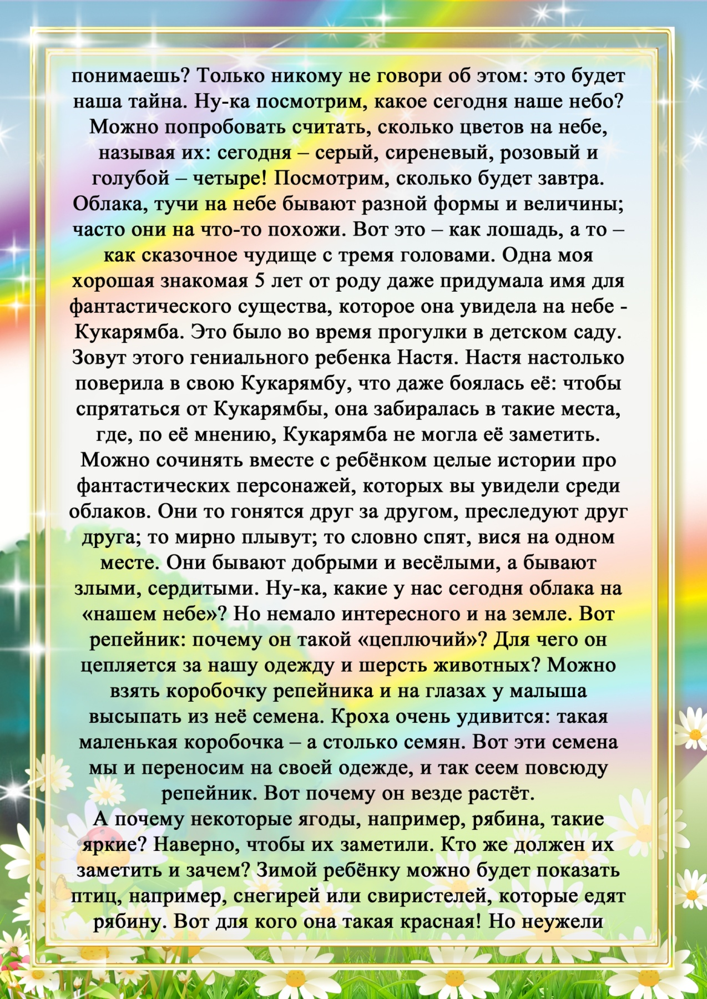 понимаешь? Только никому не говори об этом: это будет
наша тайна. Ну-ка посмотрим, какое сегодня наше небо?
Можно попробовать считать, сколько цветов на небе,
называя их: сегодня – серый, сиреневый, розовый и
голубой – четыре! Посмотрим, сколько будет завтра.
Облака, тучи на небе бывают разной формы и величины;
часто они на что-то похожи. Вот это – как лошадь, а то –
как сказочное чудище с тремя головами. Одна моя
хорошая знакомая 5 лет от роду даже придумала имя для
фантастического существа, которое она увидела на небе -
Кукарямба. Это было во время прогулки в детском саду.
Зовут этого гениального ребенка Настя. Настя настолько
поверила в свою Кукарямбу, что даже боялась её: чтобы
спрятаться от Кукарямбы, она забиралась в такие места,
где, по её мнению, Кукарямба не могла её заметить.
Можно сочинять вместе с ребёнком целые истории про
фантастических персонажей, которых вы увидели среди
облаков. Они то гонятся друг за другом, преследуют друг
друга; то мирно плывут; то словно спят, вися на одном
месте. Они бывают добрыми и весёлыми, а бывают
злыми, сердитыми. Ну-ка, какие у нас сегодня облака на
«нашем небе»? Но немало интересного и на земле. Вот
репейник: почему он такой «цеплючий»? Для чего он
цепляется за нашу одежду и шерсть животных? Можно
взять коробочку репейника и на глазах у малыша
высыпать из неё семена. Кроха очень удивится: такая
маленькая коробочка – а столько семян. Вот эти семена
мы и переносим на своей одежде, и так сеем повсюду
репейник. Вот почему он везде растёт.
А почему некоторые ягоды, например, рябина, такие
яркие? Наверно, чтобы их заметили. Кто же должен их
заметить и зачем? Зимой ребёнку можно будет показать
птиц, например, снегирей или свиристелей, которые едят
рябину. Вот для кого она такая красная! Но неужели